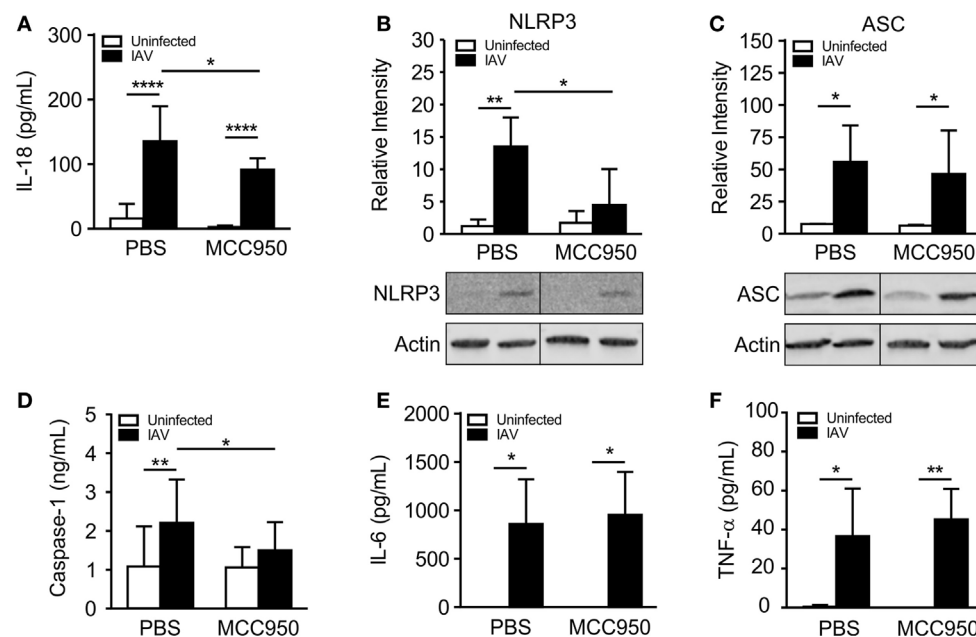 A
Uninfected
IAV
IL-18 (pg/mL)
300
200
100
0
****
****
*
PBS MCC950
B
NLRP3
Uninfected
IAV
Relative Intensity
30
25
20
15
10
5
0
**
*
PBS MCC950
NLRP3
Actin
C
ASC
Uninfected
IAV
Relative Intensity
150
125
100
75
50
25
0
*
*
PBS MCC950
ASC
Actin
D
Uninfected
IAV
Caspase-1 (ng/mL)
5
4
3
2
1
0
**
*
PBS MCC950
E
Uninfected
IAV
IL-6 (pg/mL)
2000
1500
1000
500
0
*
*
PBS MCC950
F
Uninfected
IAV
TNF-α (pg/mL)
100
80
60
40
20
0
*
**
PBS MCC950